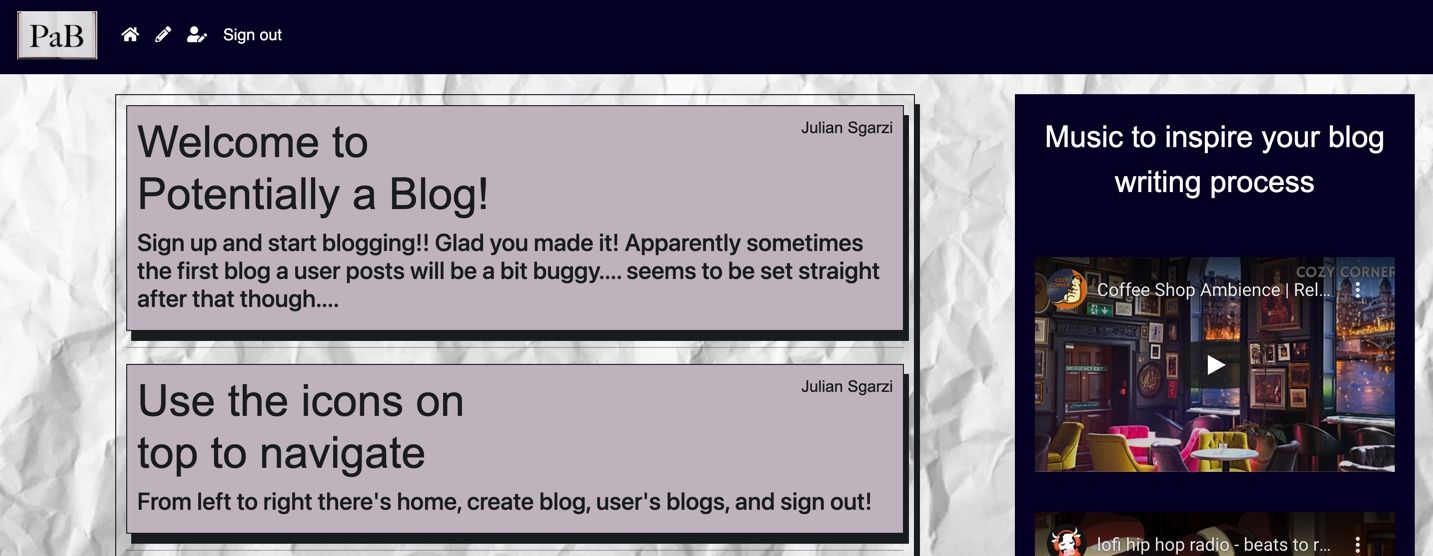 PaB
Sign out
Welcome to
Potentially a Blog!
Julian Sgarzi
Sign up and start blogging!! Glad you made it! Apparently sometimes
the first blog a user posts will be a bit buggy.... seems to be set straight
after that though....
Use the icons on
top to navigate
Julian Sgarzi
From left to right there's home, create blog, user's blogs, and sign out!
Music to inspire your blog
writing process
COZY CORNER
Coffee Shop Ambience | Rel...
EMERGENCY EXIT
lofi hip hop radio - beats to r...